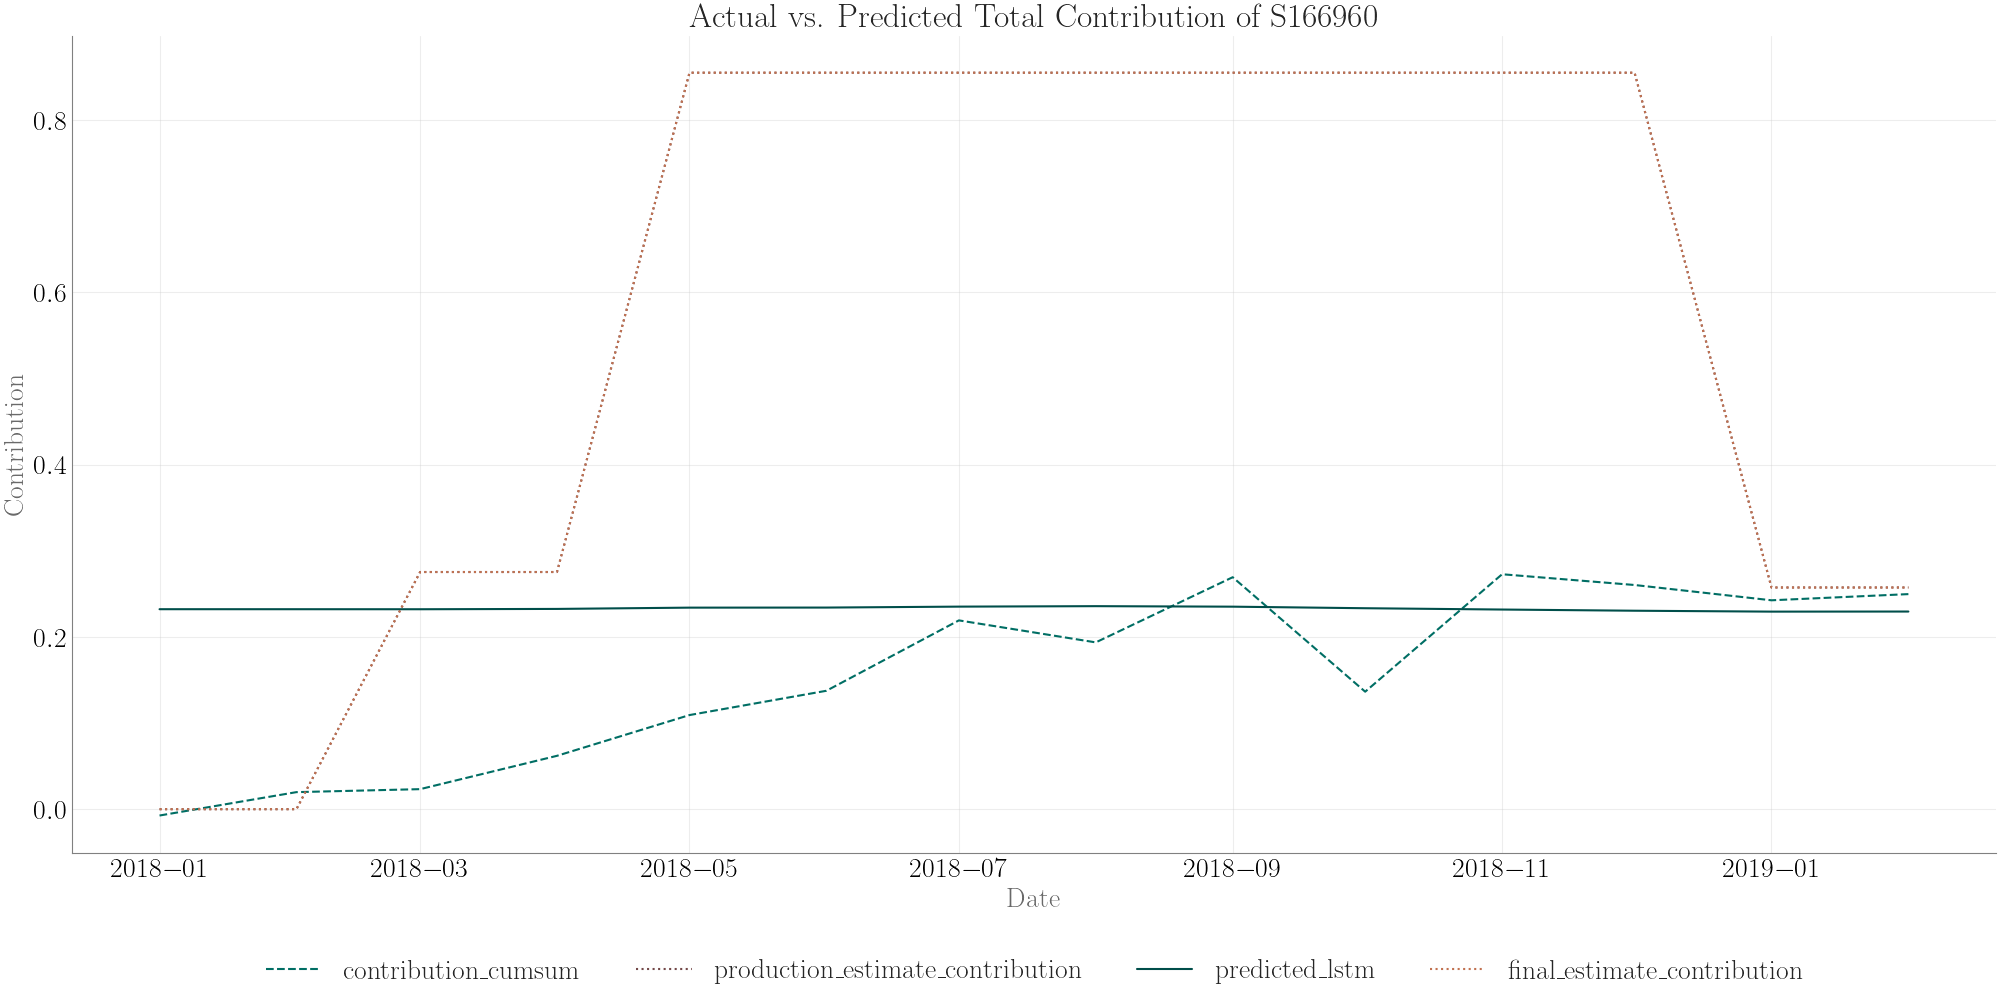 Actual vs. Predicted Total Contribution of S166960
Contribution
0.8
0.6
0.4
0.2
0.0
2018–01 2018–03 2018–05 2018–07 2018–09 2018–11 2019–01
Date
contribution_cumsum production_estimate_contribution predicted_lstm final_estimate_contribution